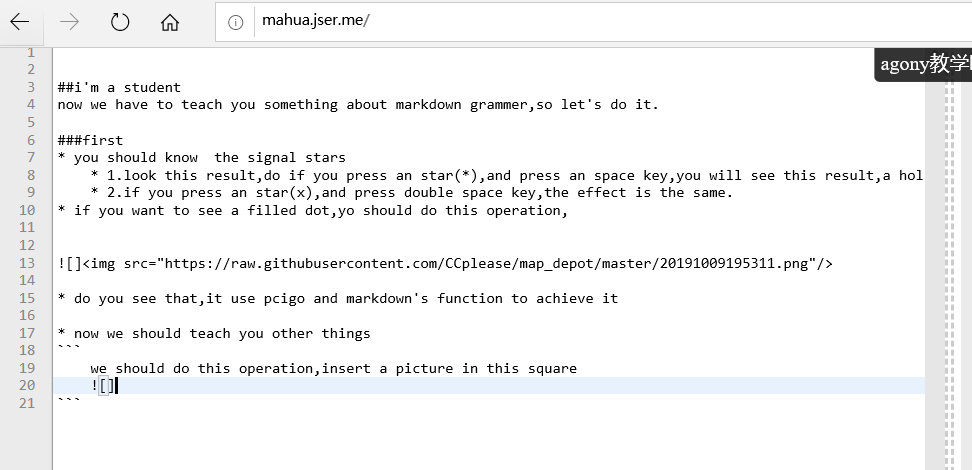 mahua.jser.me/
agony教学
1
2
3 ##i'm a student
4 now we have to teach you something about markdown grammer,so let's do it.
5
6 ###first
7 * you should know  the signal stars
8     * 1.look this result,do if you press an star(*),and press an space key,you will see this result,a hol
9     * 2.if you press an star(x),and press double space key,the effect is the same.
10 * if you want to see a filled dot,yo should do this operation,
11
12
13 ![]<img src="https://raw.githubusercontent.com/CCplease/map_depot/master/20191009195311.png"/>
14
15 * do you see that,it use pcigo and markdown's function to achieve it
16
17 * now we should teach you other things
18 ```
19     we should do this operation,insert a picture in this square
20     ![]
21 ```